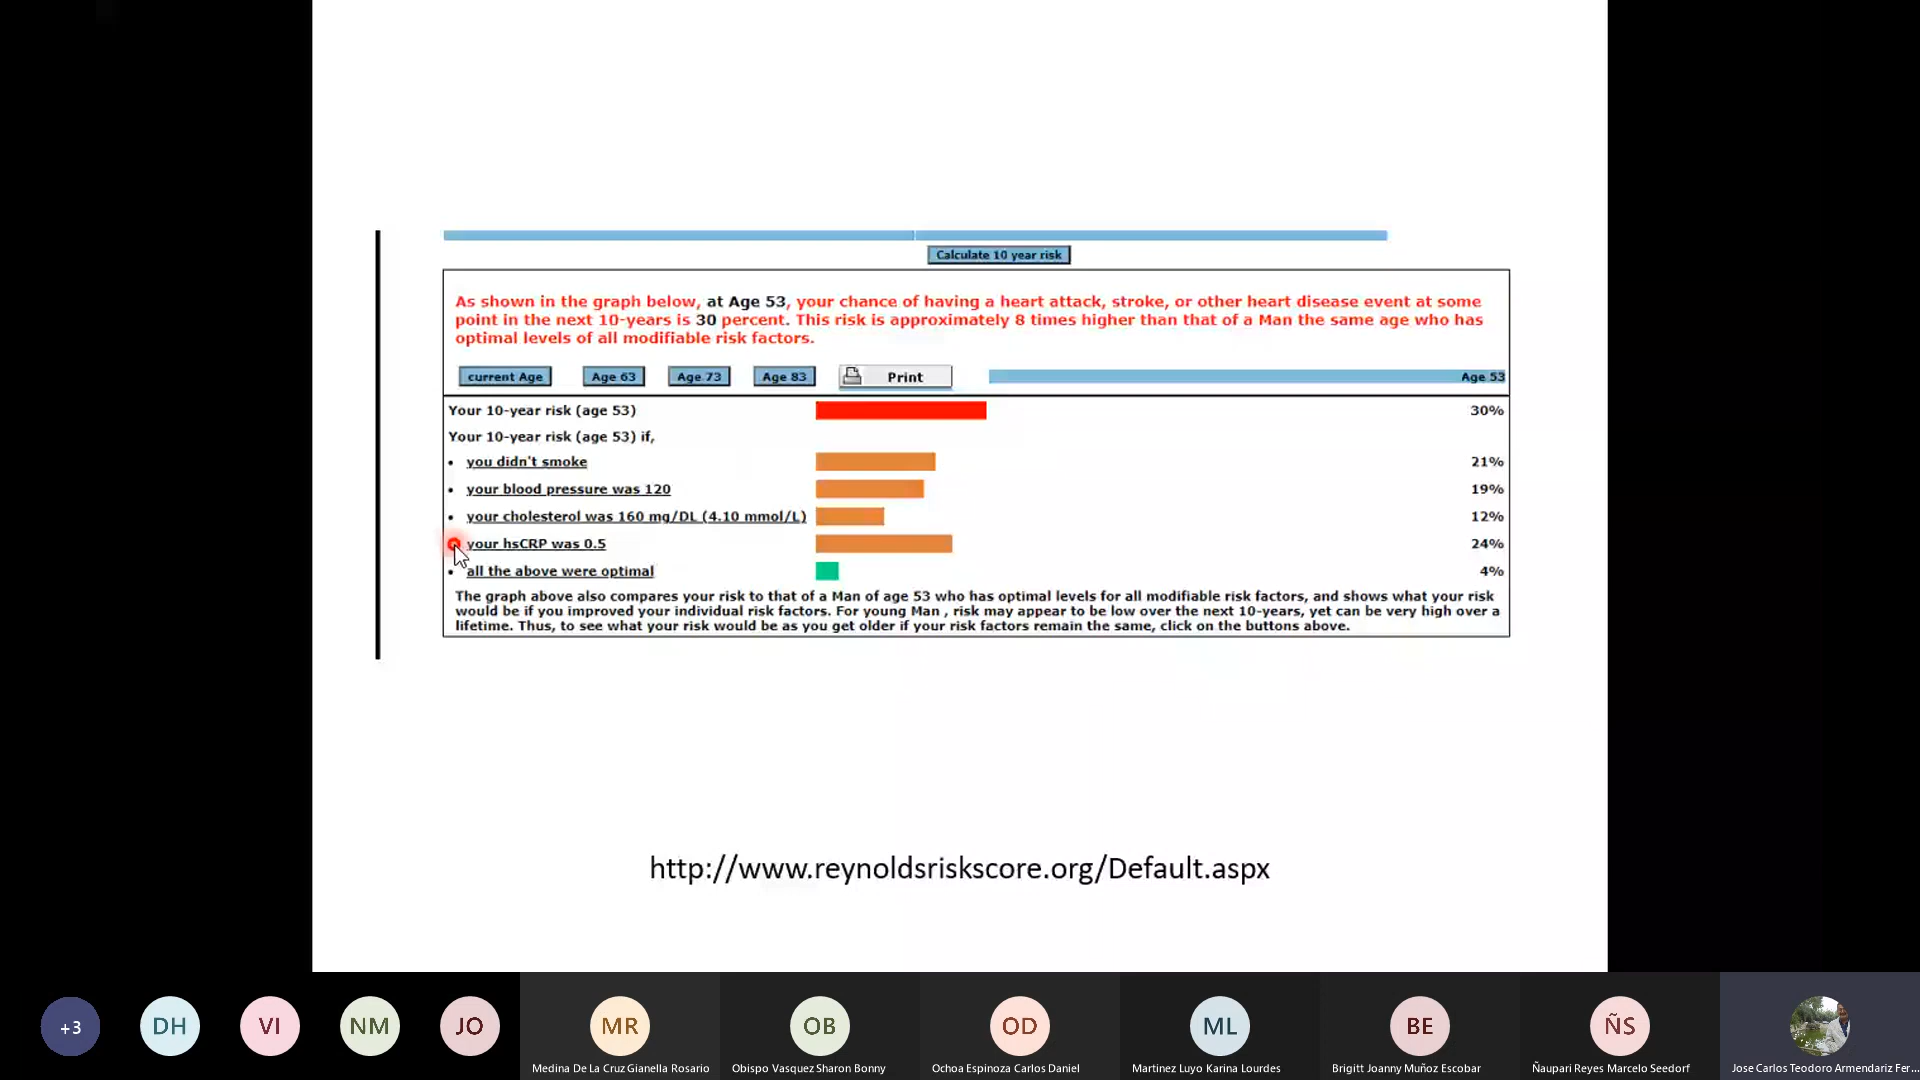 Calculate 10 year risk
As shown in the graph below, at Age 53, your chance of having a heart attack, stroke, or other heart disease event at some
point in the next 10-years is 30 percent. This risk is approximately 8 times higher than that of a Man the same age who has
optimal levels of all modifiable risk factors.
current Age Age 63 Age 73 Age 83 Print Age 53
Your 10-year risk (age 53) 30%
Your 10-year risk (age 53) if,
• you didn't smoke 21%
• your blood pressure was 120 19%
• your cholesterol was 160 mg/DL (4.10 mmol/L) 12%
your hsCRP was 0.5 24%
• all the above were optimal 4%
The graph above also compares your risk to that of a Man of age 53 who has optimal levels for all modifiable risk factors, and shows what your risk
would be if you improved your individual risk factors. For young Man , risk may appear to be low over the next 10-years, yet can be very high over a
lifetime. Thus, to see what your risk would be as you get older if your risk factors remain the same, click on the buttons above.
http://www.reynoldsriskscore.org/Default.aspx
+3 DH VI NM JO MR OB OD ML BE ÑS
Medina De La Cruz Gianella Rosario Obispo Vasquez Sharon Bonny Ochoa Espinoza Carlos Daniel Martinez Luyo Karina Lourdes Brigitt Joanny Muñoz Escobar Ñaupari Reyes Marcelo Seedorf Jose Carlos Teodoro Armendariz Fer...